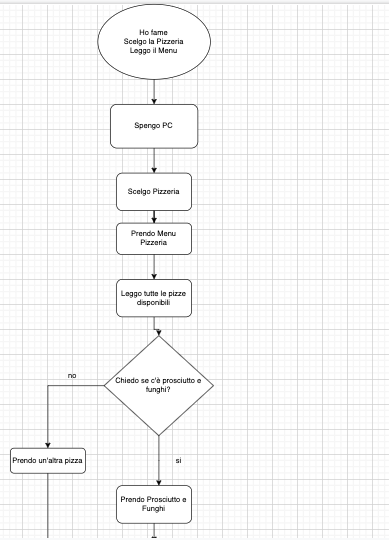 Ho fame
Scelgo la Pizzeria
Leggo il Menu
Spengo PC
Scelgo Pizzeria
Prendo Menu
Pizzeria
Leggo tutte le pizze
disponibili
Chiedo se c'è prosciutto e
funghi?
no
Prendo un'altra pizza
si
Prendo Prosciutto e
Funghi